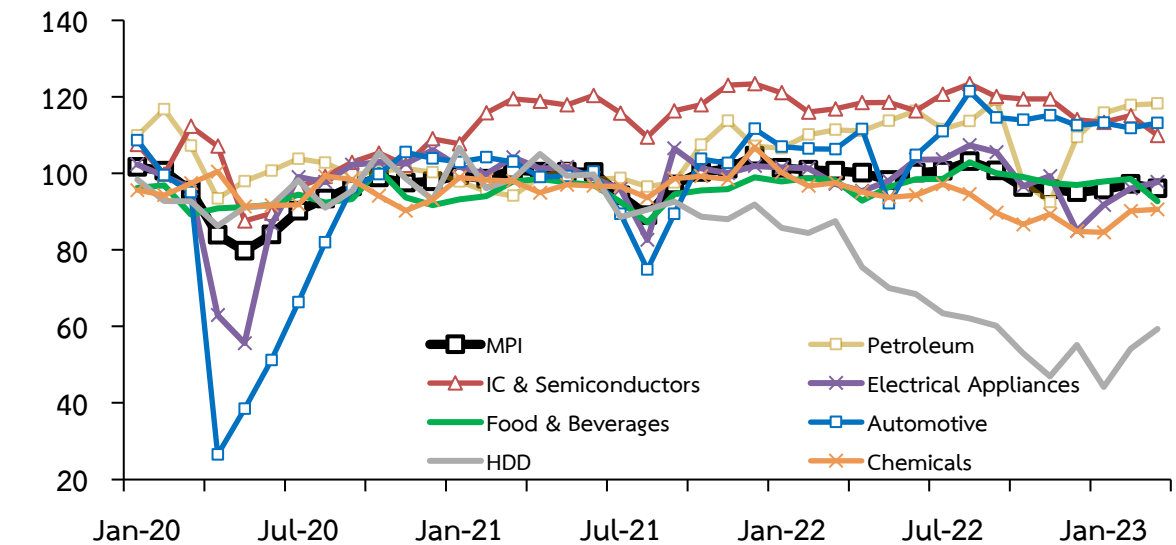 140
120
100
80
60
40
20
MPI
Petroleum
IC & Semiconductors
Electrical Appliances
Food & Beverages
Automotive
HDD
Chemicals
Jan-20 Jul-20 Jan-21 Jul-21 Jan-22 Jul-22 Jan-23